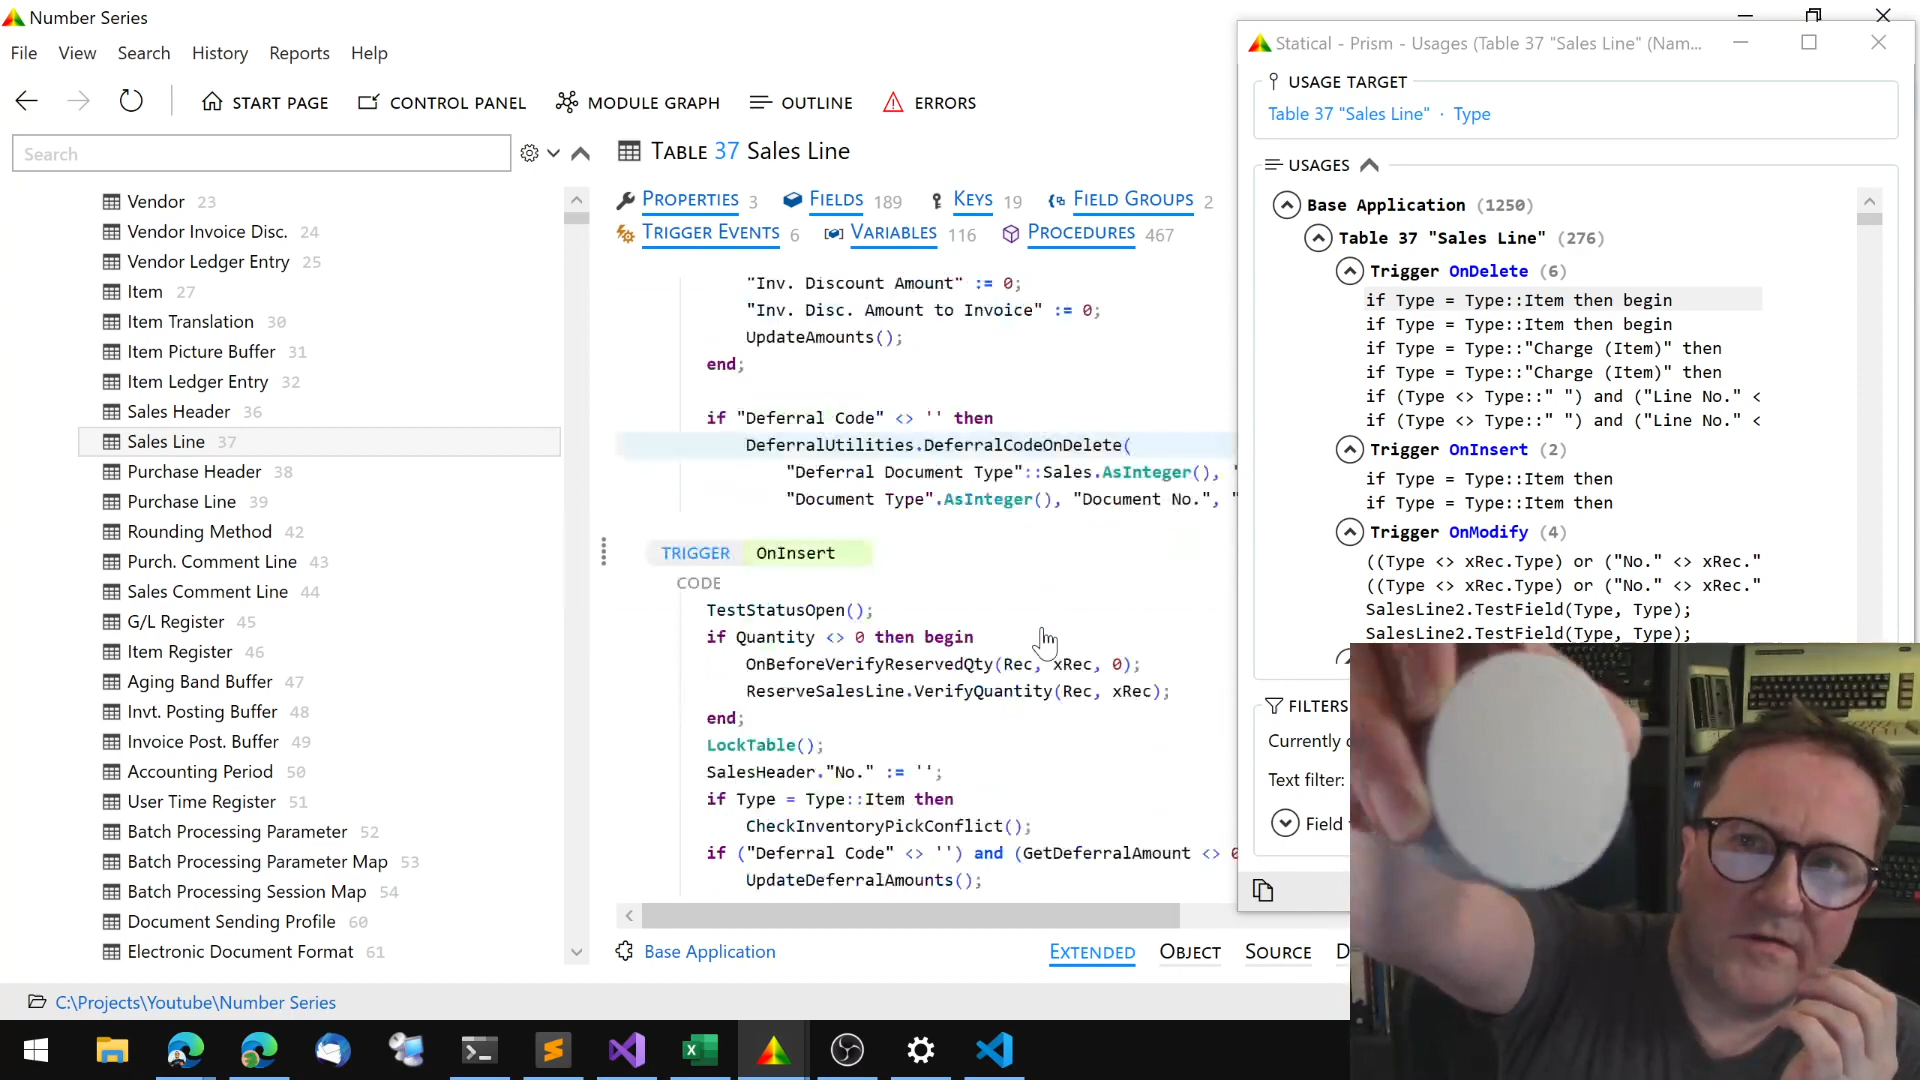 Number Series
File View Search History Reports Help
START PAGE CONTROL PANEL MODULE GRAPH OUTLINE ERRORS
Search
Vendor 23
Vendor Invoice Disc. 24
Vendor Ledger Entry 25
Item 27
Item Translation 30
Item Picture Buffer 31
Item Ledger Entry 32
Sales Header 36
Sales Line 37
Purchase Header 38
Purchase Line 39
Rounding Method 42
Purch. Comment Line 43
Sales Comment Line 44
G/L Register 45
Item Register 46
Aging Band Buffer 47
Invt. Posting Buffer 48
Invoice Post. Buffer 49
Accounting Period 50
User Time Register 51
Batch Processing Parameter 52
Batch Processing Parameter Map 53
Batch Processing Session Map 54
Document Sending Profile 60
Electronic Document Format 61
TABLE 37 Sales Line
PROPERTIES 3 FIELDS 189 KEYS 19 FIELD GROUPS 2
TRIGGER EVENTS 6 VARIABLES 116 PROCEDURES 467
"Inv. Discount Amount" := 0;
"Inv. Disc. Amount to Invoice" := 0;
UpdateAmounts();
end;
if "Deferral Code" <> '' then
DeferralUtilities.DeferralCodeOnDelete(
"Deferral Document Type"::Sales.AsInteger(), "
"Document Type".AsInteger(), "Document No.", "
TRIGGER OnInsert
CODE
TestStatusOpen();
if Quantity <> 0 then begin
OnBeforeVerifyReservedQty(Rec, xRec, 0);
ReserveSalesLine.VerifyQuantity(Rec, xRec);
end;
LockTable();
SalesHeader."No." := '';
if Type = Type::Item then
CheckInventoryPickConflict();
if ("Deferral Code" <> '') and (GetDeferralAmount <> 0
UpdateDeferralAmounts();
Base Application EXTENDED OBJECT SOURCE D
C:\Projects\Youtube\Number Series
Statical - Prism - Usages (Table 37 "Sales Line" (Nam...
USAGE TARGET
Table 37 "Sales Line" · Type
USAGES
Base Application (1250)
Table 37 "Sales Line" (276)
Trigger OnDelete (6)
if Type = Type::Item then begin
if Type = Type::Item then begin
if Type = Type::"Charge (Item)" then
if Type = Type::"Charge (Item)" then
if (Type <> Type::" ") and ("Line No." <
if (Type <> Type::" ") and ("Line No." <
Trigger OnInsert (2)
if Type = Type::Item then
if Type = Type::Item then
Trigger OnModify (4)
((Type <> xRec.Type) or ("No." <> xRec."
((Type <> xRec.Type) or ("No." <> xRec."
SalesLine2.TestField(Type, Type);
SalesLine2.TestField(Type, Type);
FILTERS
Currently
Text filter:
Field